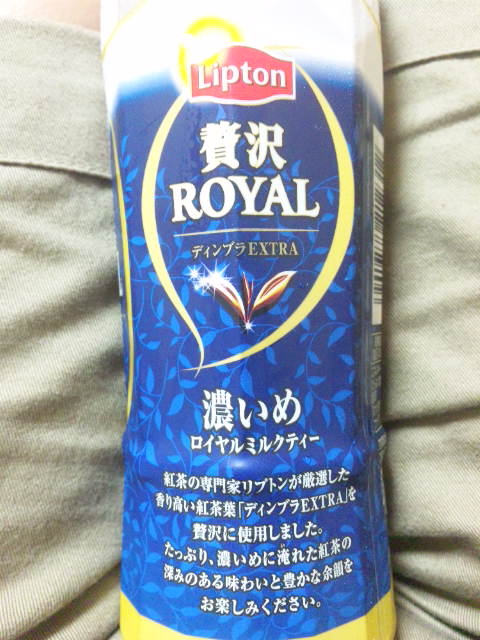 Lipton
贅沢
ROYAL
ディンブラEXTRA
濃いめ
ロイヤルミルクティー
紅茶の専門家リプトンが厳選した
香り高い紅茶葉「ディンブラEXTRA」を
贅沢に使用しました。
たっぷり、濃いめに淹れた紅茶の
深みのある味わいと豊かな余韻を
お楽しみください。